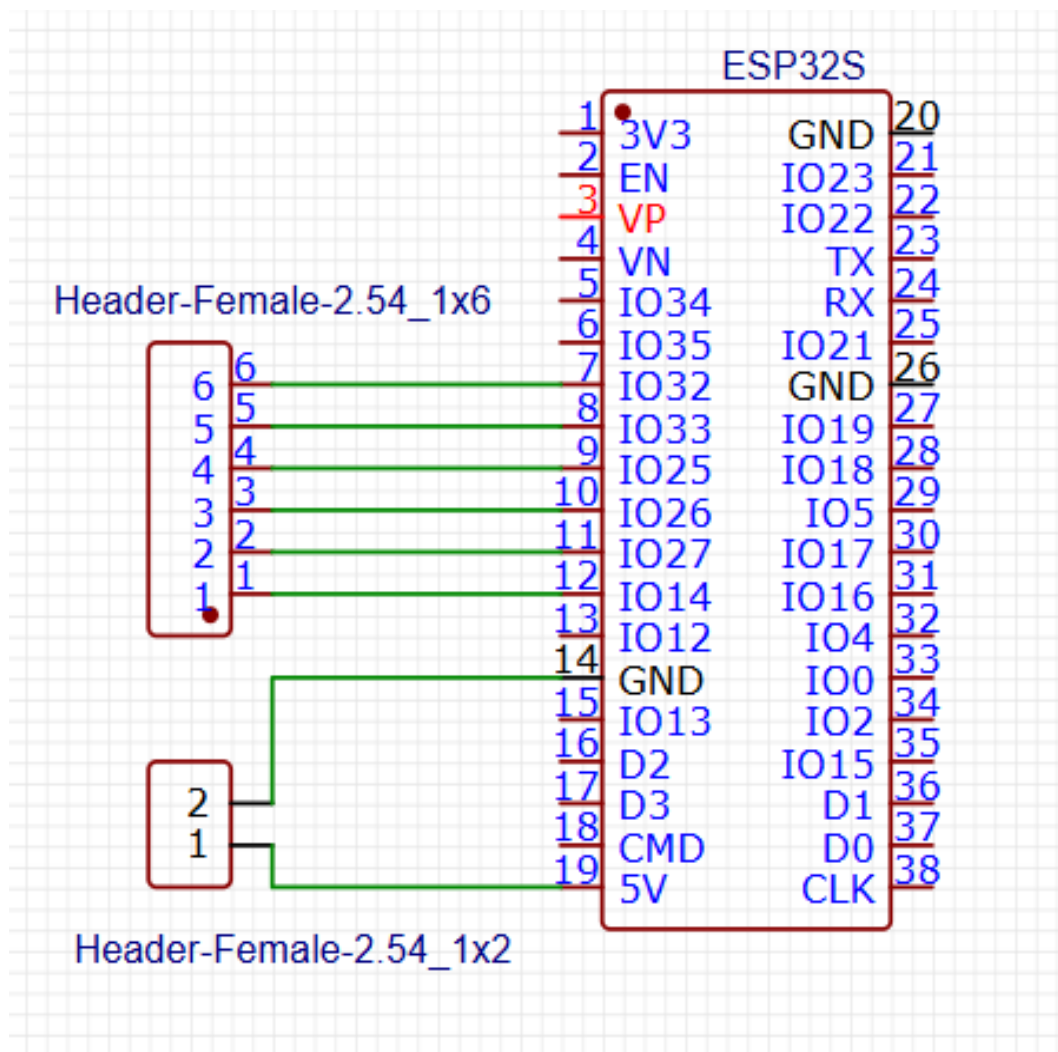 ESP32S
1 3V3 GND 20
2 EN IO23 21
3 VP IO22 22
4 VN TX 23
5 IO34 RX 24
6 IO35 IO21 25
7 IO32 GND 26
8 IO33 IO19 27
9 IO25 IO18 28
10 IO26 IO5 29
11 IO27 IO17 30
12 IO14 IO16 31
13 IO12 IO4 32
14 GND IO0 33
15 IO13 IO2 34
16 D2 IO15 35
17 D3 D1 36
18 CMD D0 37
19 5V CLK 38
Header-Female-2.54_1x6
6 6
5 5
4 4
3 3
2 2
1 1
2
1
Header-Female-2.54_1x2